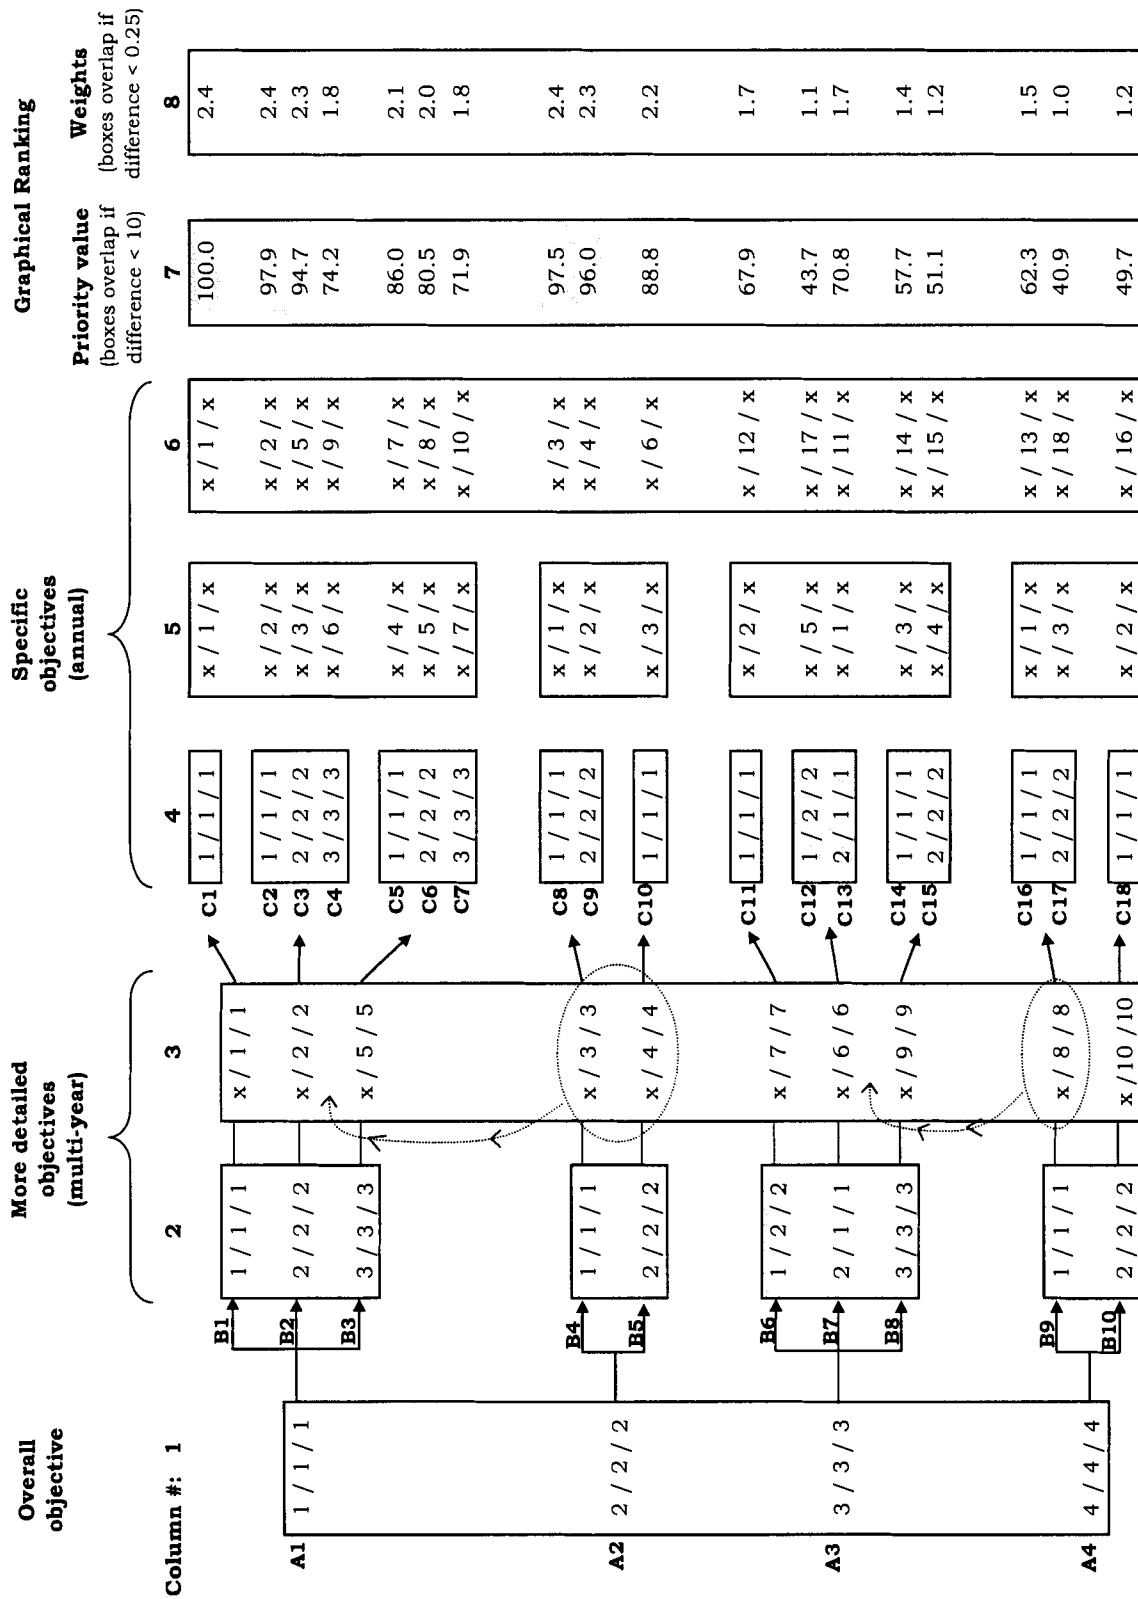 Graphical Ranking
Overall objective
More detailed objectives (multi-year)
Specific objectives (annual)
Priority value (boxes overlap if difference < 10)
Weights (boxes overlap if difference < 0.25)
Column #: 1 2 3 4 5 6 7 8
A1 1 / 1 / 1
B1 1 / 1 / 1 x / 1 / 1
C1 1 / 1 / 1 x / 1 / x x / 1 / x 100.0 2.4
B2 2 / 2 / 2 x / 2 / 2
C2 1 / 1 / 1 x / 2 / x x / 2 / x 97.9 2.4
C3 2 / 2 / 2 x / 3 / x x / 5 / x 94.7 2.3
C4 3 / 3 / 3 x / 6 / x x / 9 / x 74.2 1.8
B3 3 / 3 / 3 x / 5 / 5
C5 1 / 1 / 1 x / 4 / x x / 7 / x 86.0 2.1
C6 2 / 2 / 2 x / 5 / x x / 8 / x 80.5 2.0
C7 3 / 3 / 3 x / 7 / x x / 10 / x 71.9 1.8
A2 2 / 2 / 2
B4 1 / 1 / 1 x / 3 / 3
C8 1 / 1 / 1 x / 1 / x x / 3 / x 97.5 2.4
C9 2 / 2 / 2 x / 2 / x x / 4 / x 96.0 2.3
B5 2 / 2 / 2 x / 4 / 4
C10 1 / 1 / 1 x / 3 / x x / 6 / x 88.8 2.2
A3 3 / 3 / 3
B6 1 / 2 / 2 x / 7 / 7
C11 1 / 1 / 1 x / 2 / x x / 12 / x 67.9 1.7
B7 2 / 1 / 1 x / 6 / 6
C12 1 / 2 / 2 x / 5 / x x / 17 / x 43.7 1.1
C13 2 / 1 / 1 x / 1 / x x / 11 / x 70.8 1.7
B8 3 / 3 / 3 x / 9 / 9
C14 1 / 1 / 1 x / 3 / x x / 14 / x 57.7 1.4
C15 2 / 2 / 2 x / 4 / x x / 15 / x 51.1 1.2
A4 4 / 4 / 4
B9 1 / 1 / 1 x / 8 / 8
C16 1 / 1 / 1 x / 1 / x x / 13 / x 62.3 1.5
C17 2 / 2 / 2 x / 3 / x x / 18 / x 40.9 1.0
B10 2 / 2 / 2 x / 10 / 10
C18 1 / 1 / 1 x / 2 / x x / 16 / x 49.7 1.2